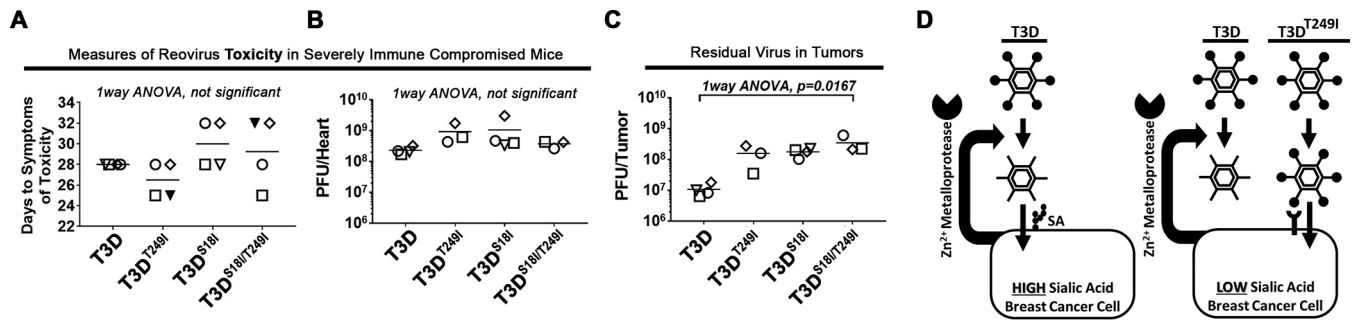 A
B
C
D
Measures of Reovirus Toxicity in Severely Immune Compromised Mice
Residual Virus in Tumors
1way ANOVA, not significant
Days to Symptoms
of Toxicity
34
32
30
28
26
24
22
T3D
T3D^T249I
T3D^S18I
T3D^S18I/T249I
1way ANOVA, not significant
PFU/Heart
10^10
10^9
10^8
10^7
10^6
T3D
T3D^T249I
T3D^S18I
T3D^S18I/T249I
1way ANOVA, p=0.0167
PFU/Tumor
10^10
10^9
10^8
10^7
10^6
T3D
T3D^T249I
T3D^S18I
T3D^S18I/T249I
T3D
Zn2+ Metalloprotease
SA
HIGH Sialic Acid
Breast Cancer Cell
T3D
T3D^T249I
Zn2+ Metalloprotease
LOW Sialic Acid
Breast Cancer Cell